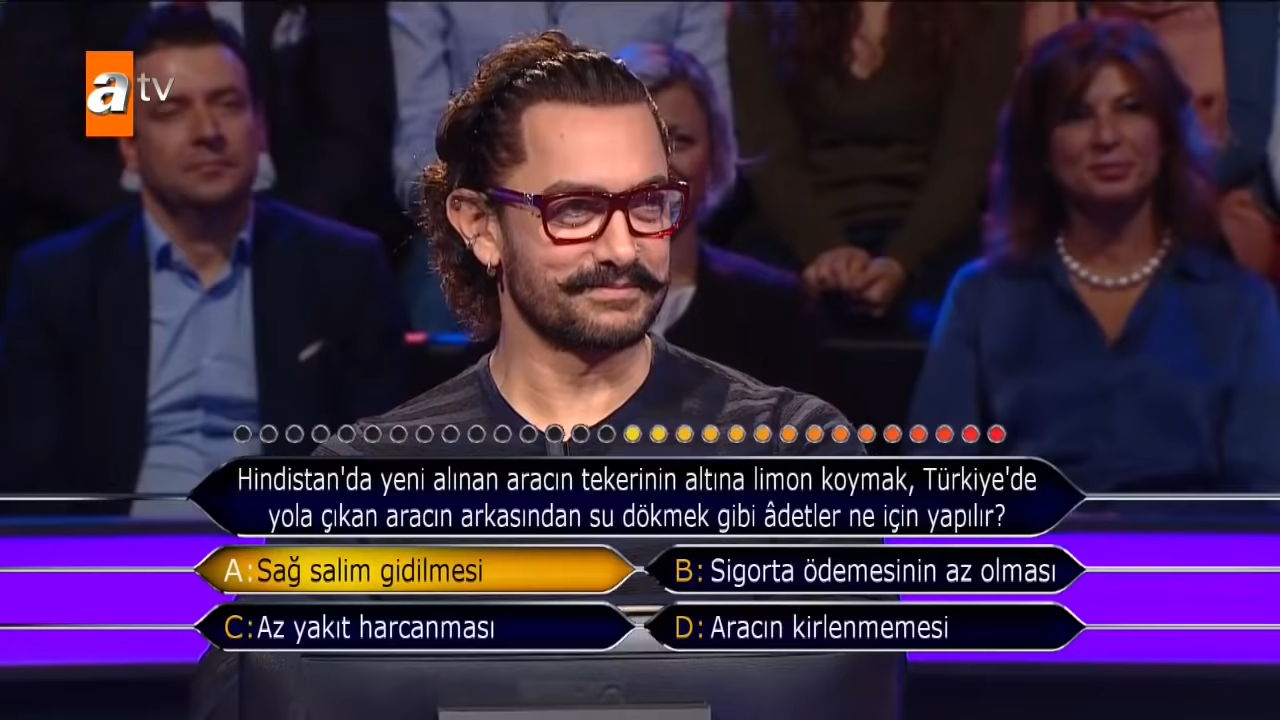 atv
Hindistan'da yeni alınan aracın tekerinin altına limon koymak, Türkiye'de
yola çıkan aracın arkasından su dökmek gibi âdetler ne için yapılır?
A: Sağ salim gidilmesi
B: Sigorta ödemesinin az olması
C: Az yakıt harcanması
D: Aracın kirlenmemesi